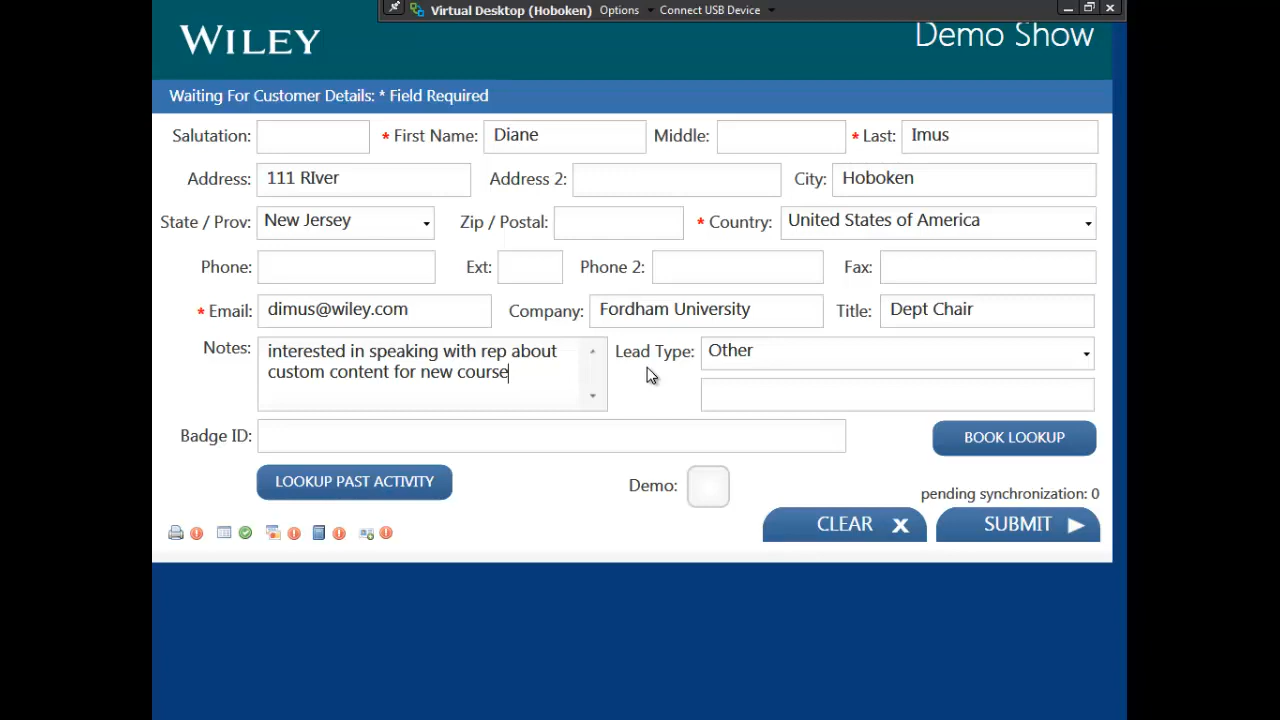 Virtual Desktop (Hoboken) Options Connect USB Device
WILEY
Demo Show
Waiting For Customer Details: * Field Required
Salutation: * First Name: Diane Middle: * Last: Imus
Address: 111 RIver Address 2: City: Hoboken
State / Prov: New Jersey Zip / Postal: * Country: United States of America
Phone: Ext: Phone 2: Fax:
* Email: dimus@wiley.com Company: Fordham University Title: Dept Chair
Notes: interested in speaking with rep about Lead Type: Other
custom content for new course
Badge ID: BOOK LOOKUP
LOOKUP PAST ACTIVITY Demo:
pending synchronization: 0
CLEAR X SUBMIT